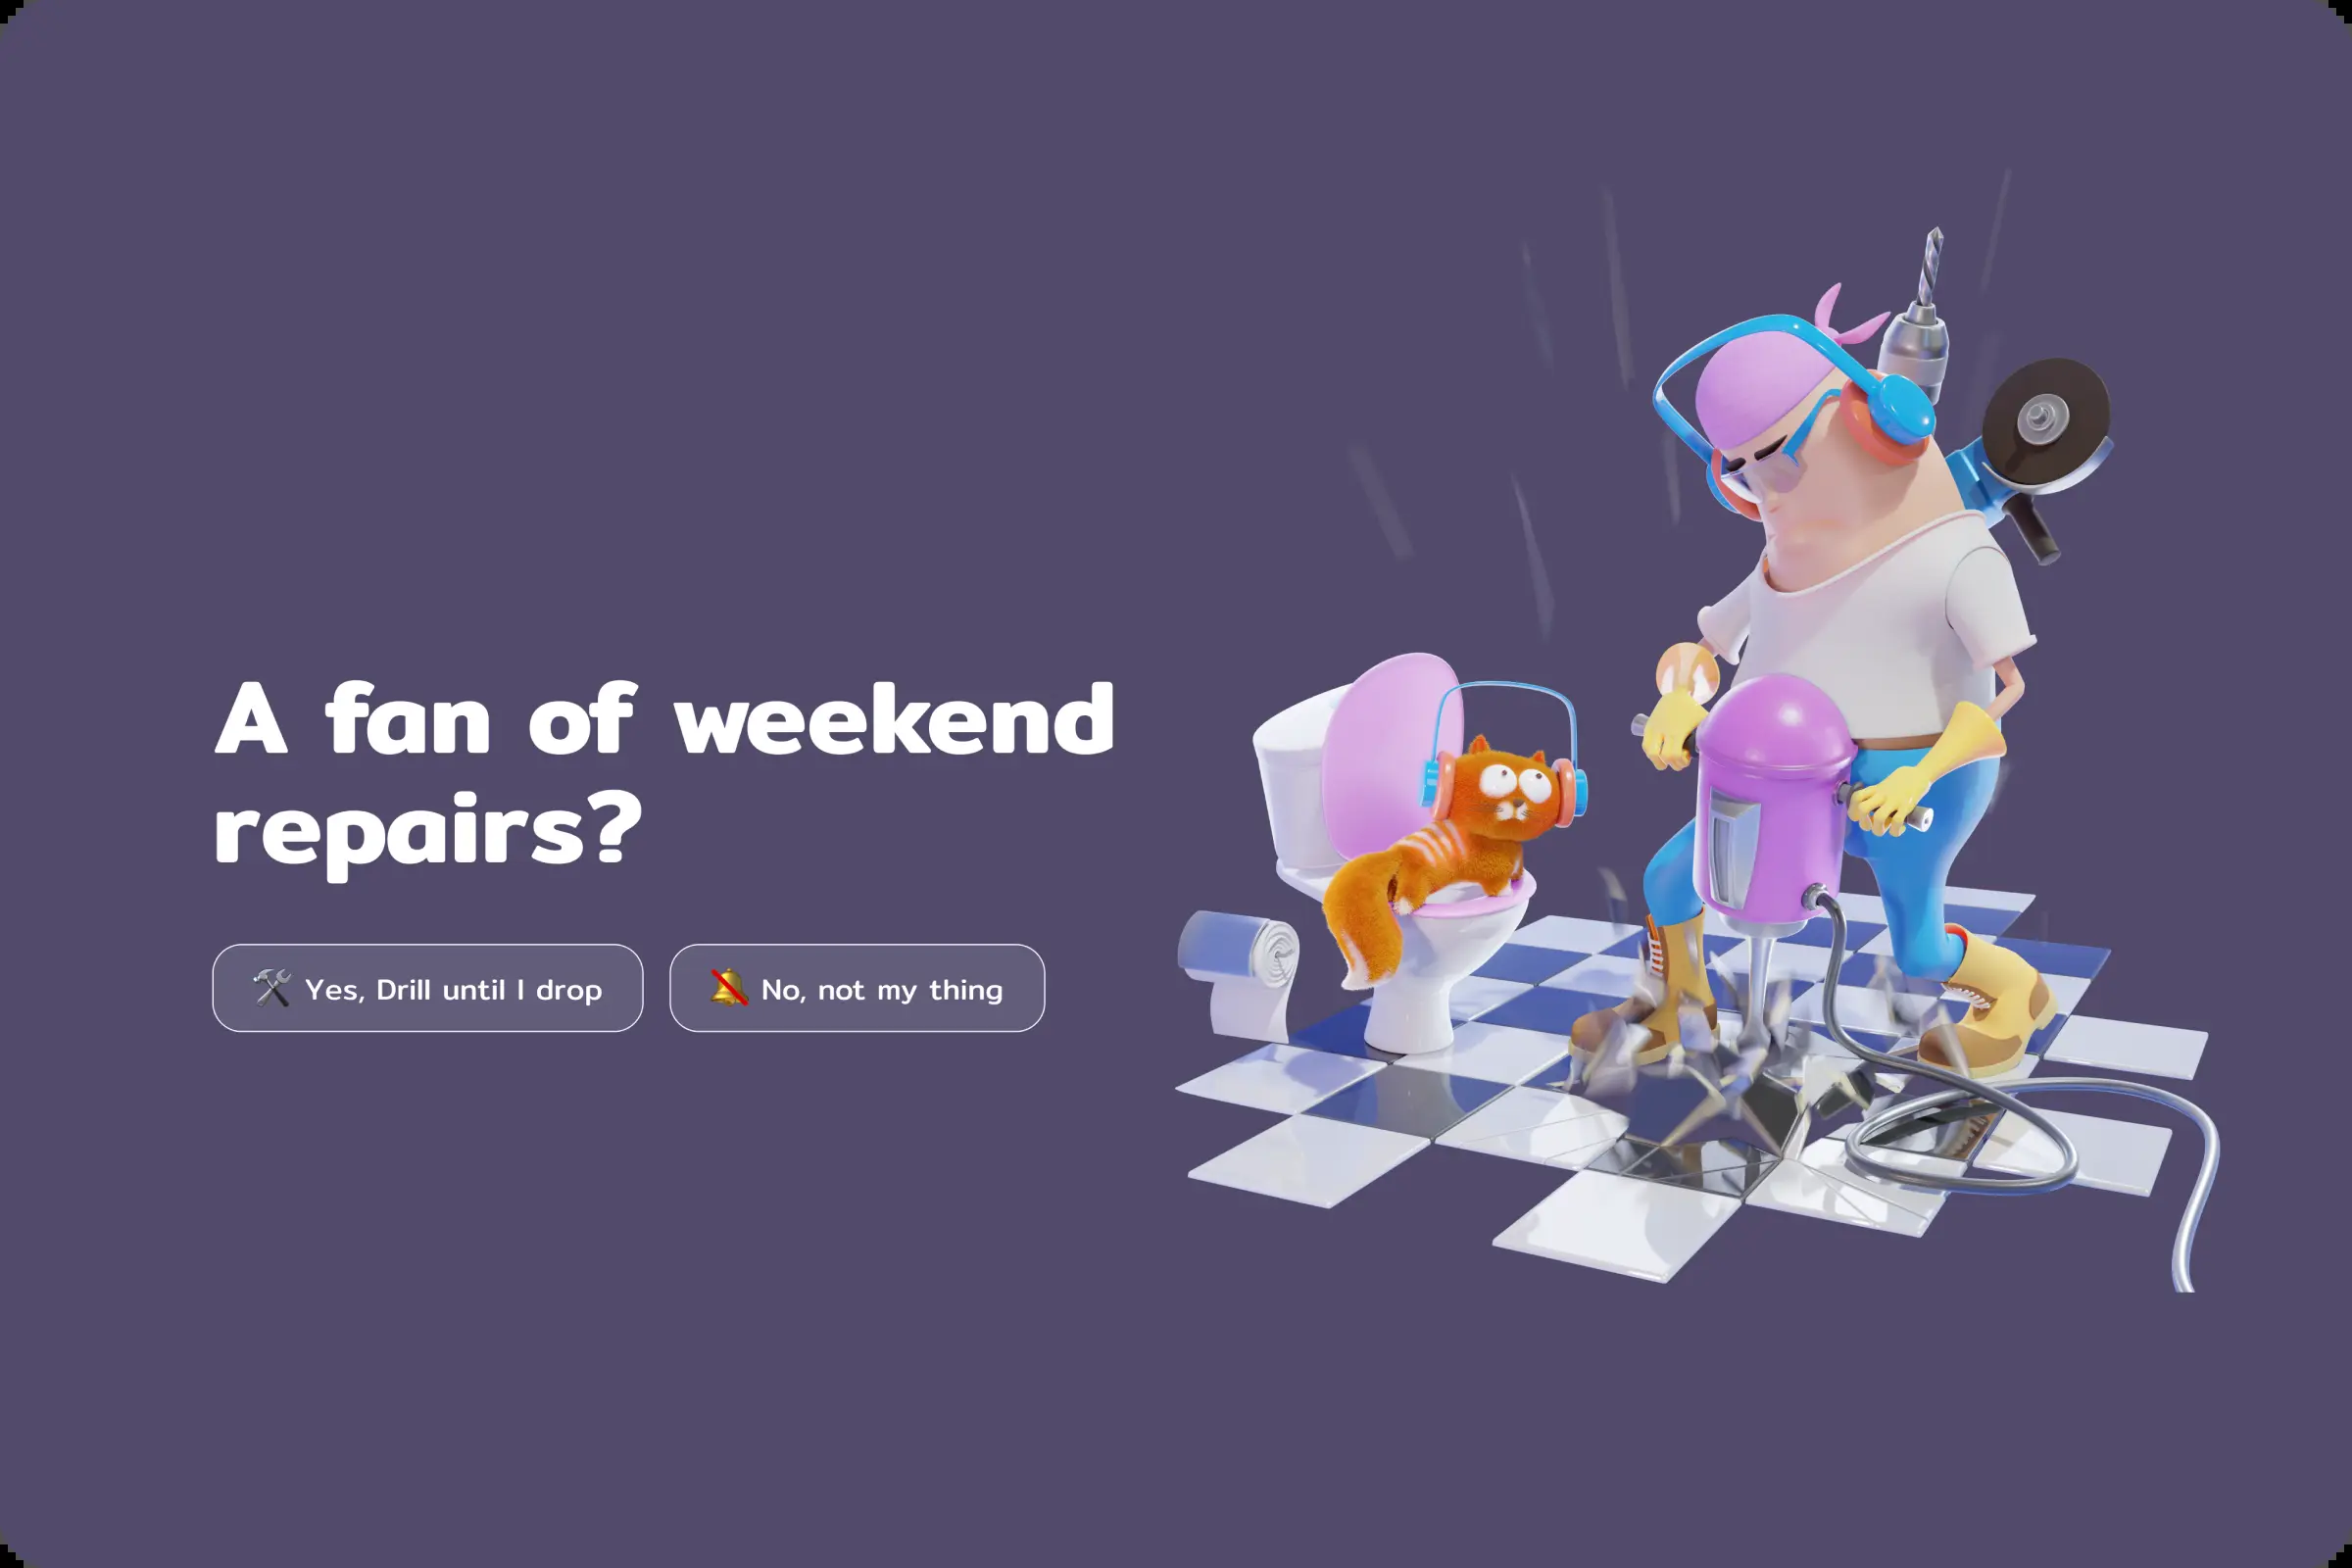 A fan of weekend
repairs?
Yes, Drill until I drop
No, not my thing